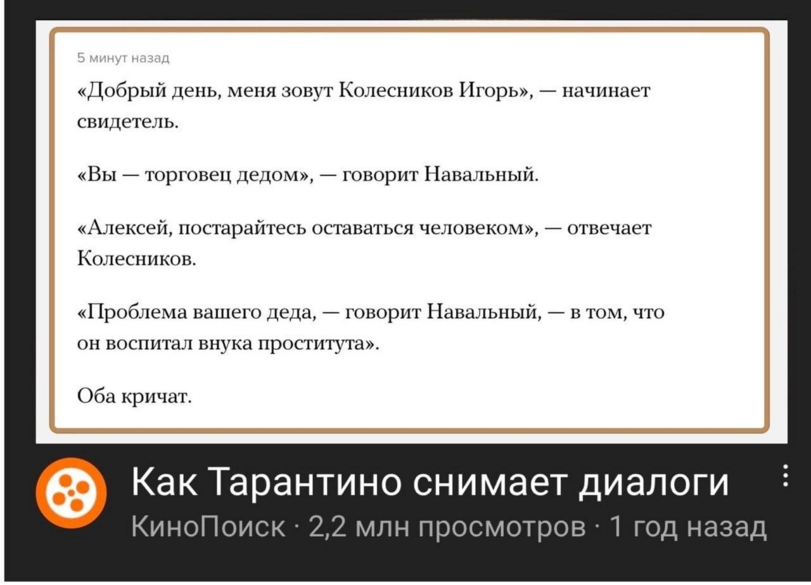 5 минут назад
«Добрый день, меня зовут Колесников Игорь», — начинает
свидетель.
«Вы — торговец дедом», — говорит Навальный.
«Алексей, постарайтесь оставаться человеком», — отвечает
Колесников.
«Проблема вашего деда, — говорит Навальный, — в том, что
он воспитал внука проститута».
Оба кричат.
Как Тарантино снимает диалоги
КиноПоиск · 2,2 млн просмотров · 1 год назад